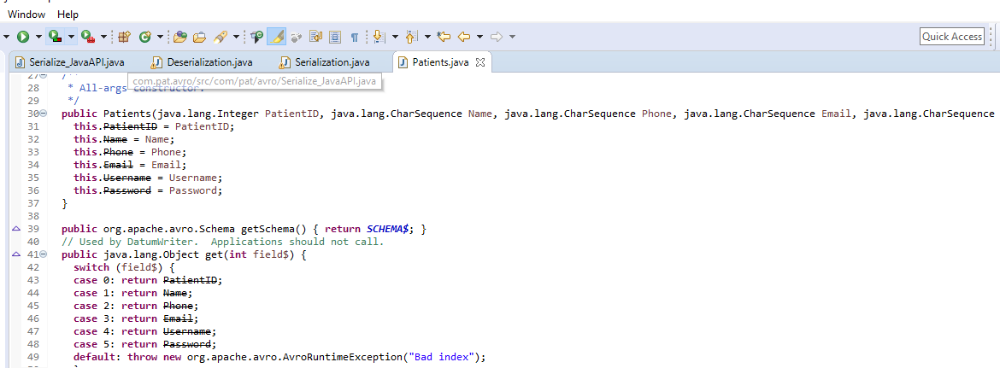 Window Help
Quick Access
Serialize_JavaAPI.java Deserialization.java Serialization.java Patients.java
27 /**
com.pat.avro/src/com/pat/avro/Serialize_JavaAPI.java
28 * All-args constructor.
29 */
30 public Patients(java.lang.Integer PatientID, java.lang.CharSequence Name, java.lang.CharSequence Phone, java.lang.CharSequence Email, java.lang.CharSequence
31 this.PatientID = PatientID;
32 this.Name = Name;
33 this.Phone = Phone;
34 this.Email = Email;
35 this.Username = Username;
36 this.Password = Password;
37 }
38
39 public org.apache.avro.Schema getSchema() { return SCHEMA$; }
40 // Used by DatumWriter.  Applications should not call.
41 public java.lang.Object get(int field$) {
42 switch (field$) {
43 case 0: return PatientID;
44 case 1: return Name;
45 case 2: return Phone;
46 case 3: return Email;
47 case 4: return Username;
48 case 5: return Password;
49 default: throw new org.apache.avro.AvroRuntimeException("Bad index");